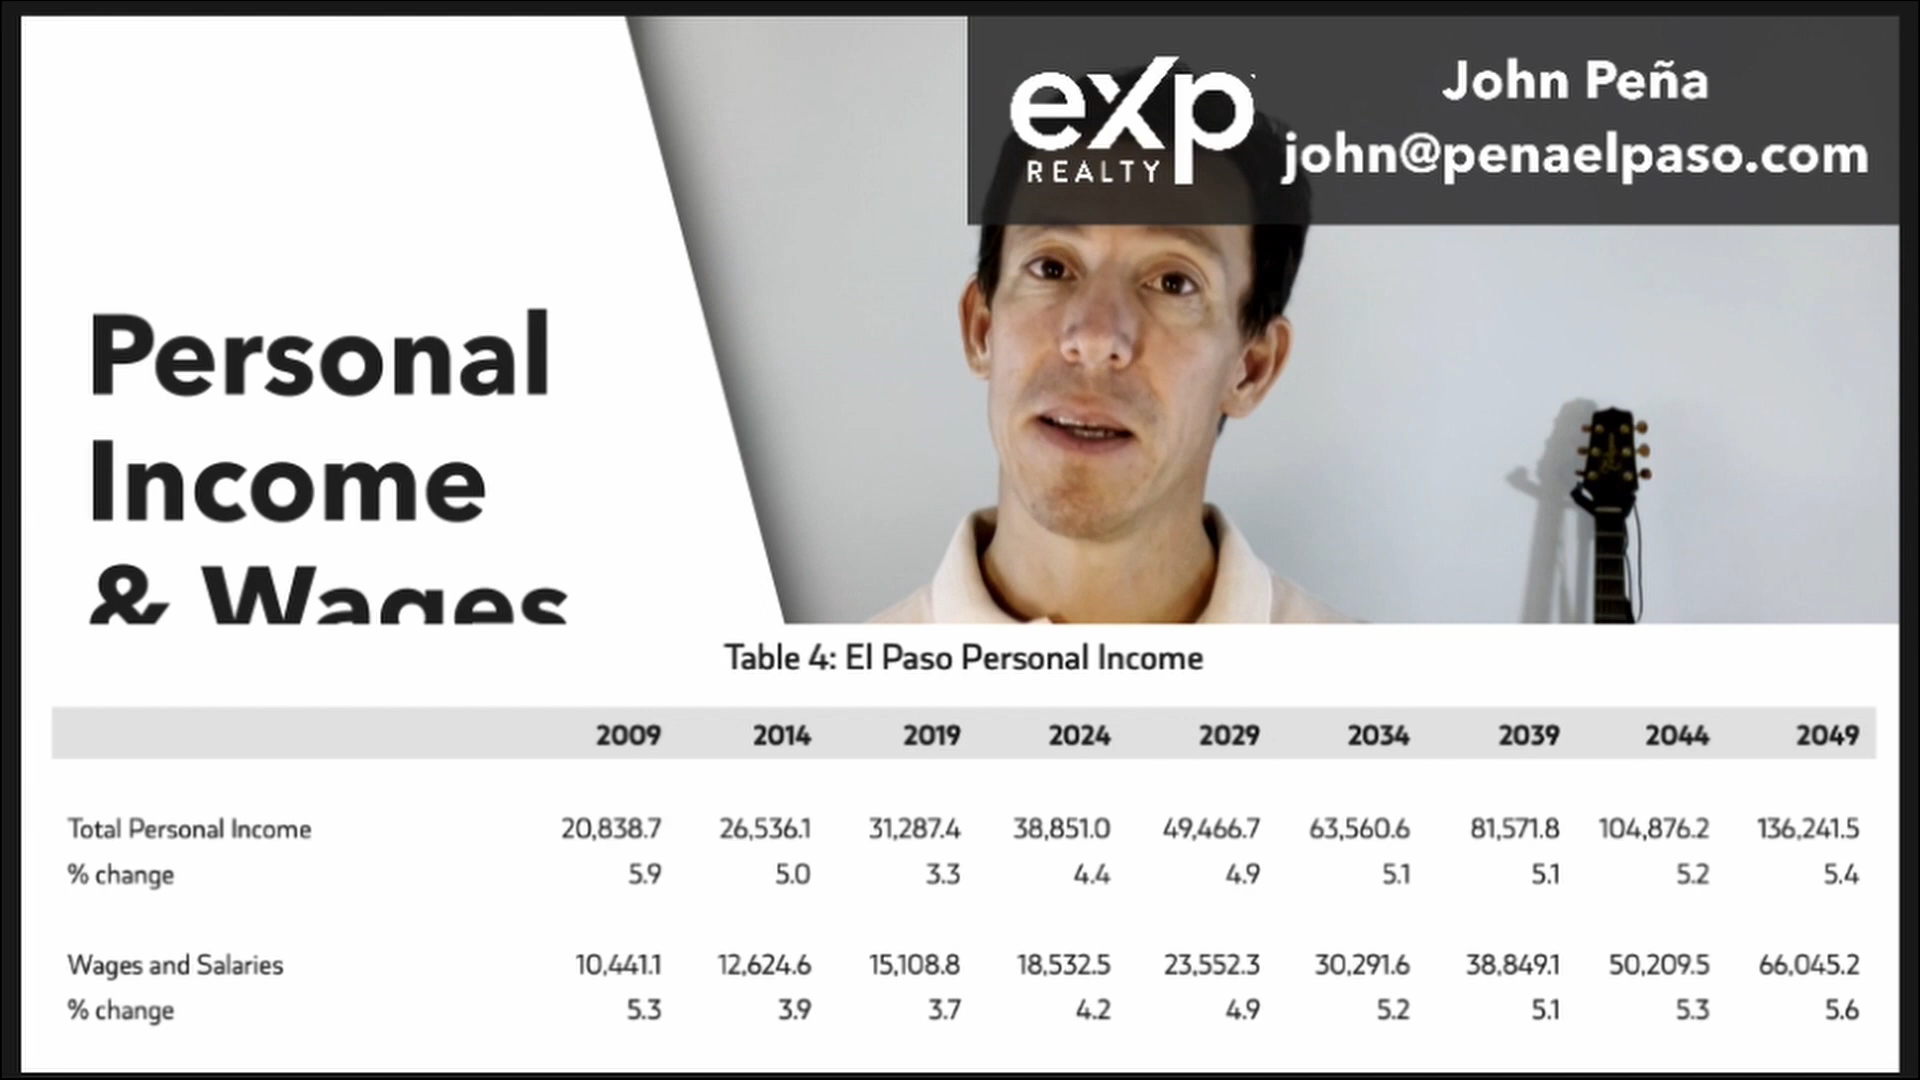 exp
REALTY
John Peña
john@penaelpaso.com
Personal
Income
& Wages
Table 4: El Paso Personal Income
2009 2014 2019 2024 2029 2034 2039 2044 2049
Total Personal Income 20,838.7 26,536.1 31,287.4 38,851.0 49,466.7 63,560.6 81,571.8 104,876.2 136,241.5
% change 5.9 5.0 3.3 4.4 4.9 5.1 5.1 5.2 5.4
Wages and Salaries 10,441.1 12,624.6 15,108.8 18,532.5 23,552.3 30,291.6 38,849.1 50,209.5 66,045.2
% change 5.3 3.9 3.7 4.2 4.9 5.2 5.1 5.3 5.6